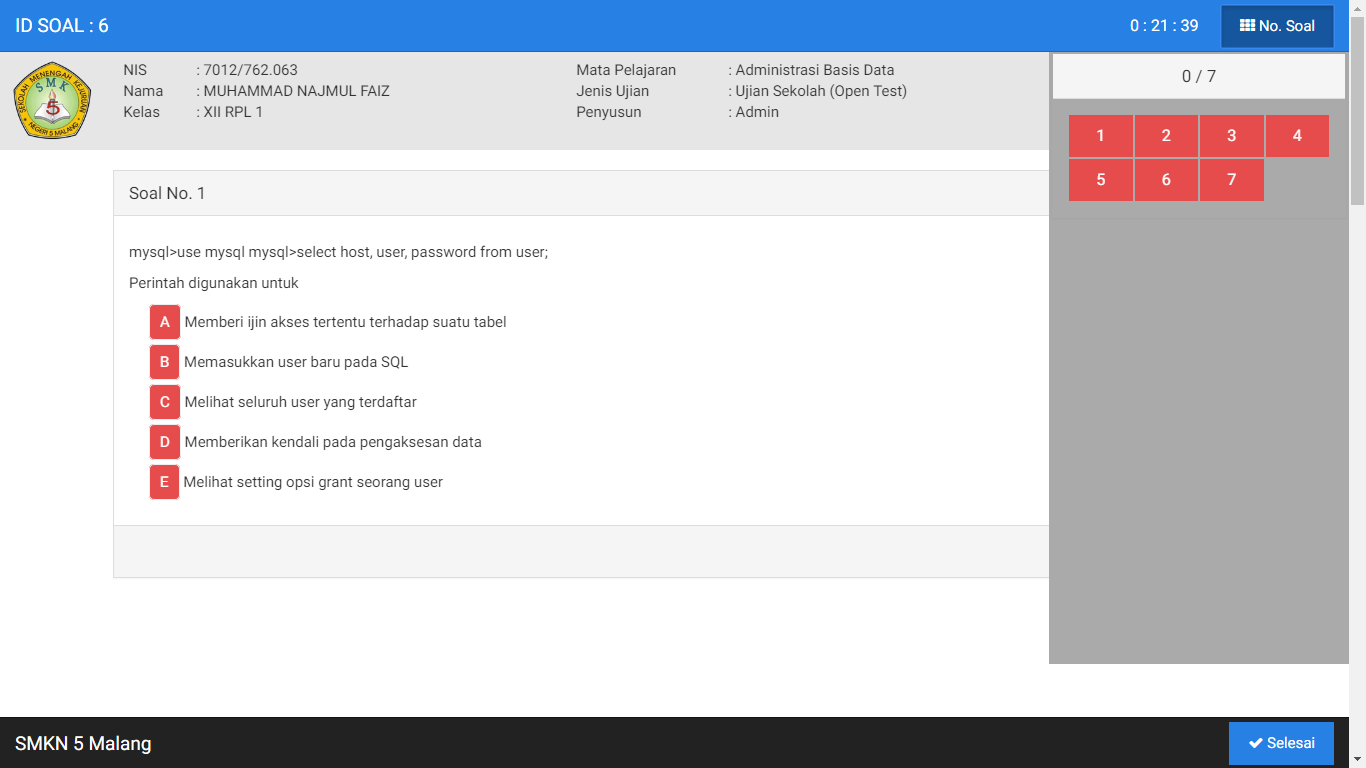 ID SOAL : 6
0 : 21 : 39
No. Soal
SEKOLAH MENENGAH KEJURUAN
SMK
5
NEGERI 5 MALANG
NIS : 7012/762.063
Nama : MUHAMMAD NAJMUL FAIZ
Kelas : XII RPL 1
Mata Pelajaran : Administrasi Basis Data
Jenis Ujian : Ujian Sekolah (Open Test)
Penyusun : Admin
0 / 7
1 2 3 4
5 6 7
Soal No. 1
mysql>use mysql mysql>select host, user, password from user;
Perintah digunakan untuk
A Memberi ijin akses tertentu terhadap suatu tabel
B Memasukkan user baru pada SQL
C Melihat seluruh user yang terdaftar
D Memberikan kendali pada pengaksesan data
E Melihat setting opsi grant seorang user
SMKN 5 Malang
Selesai